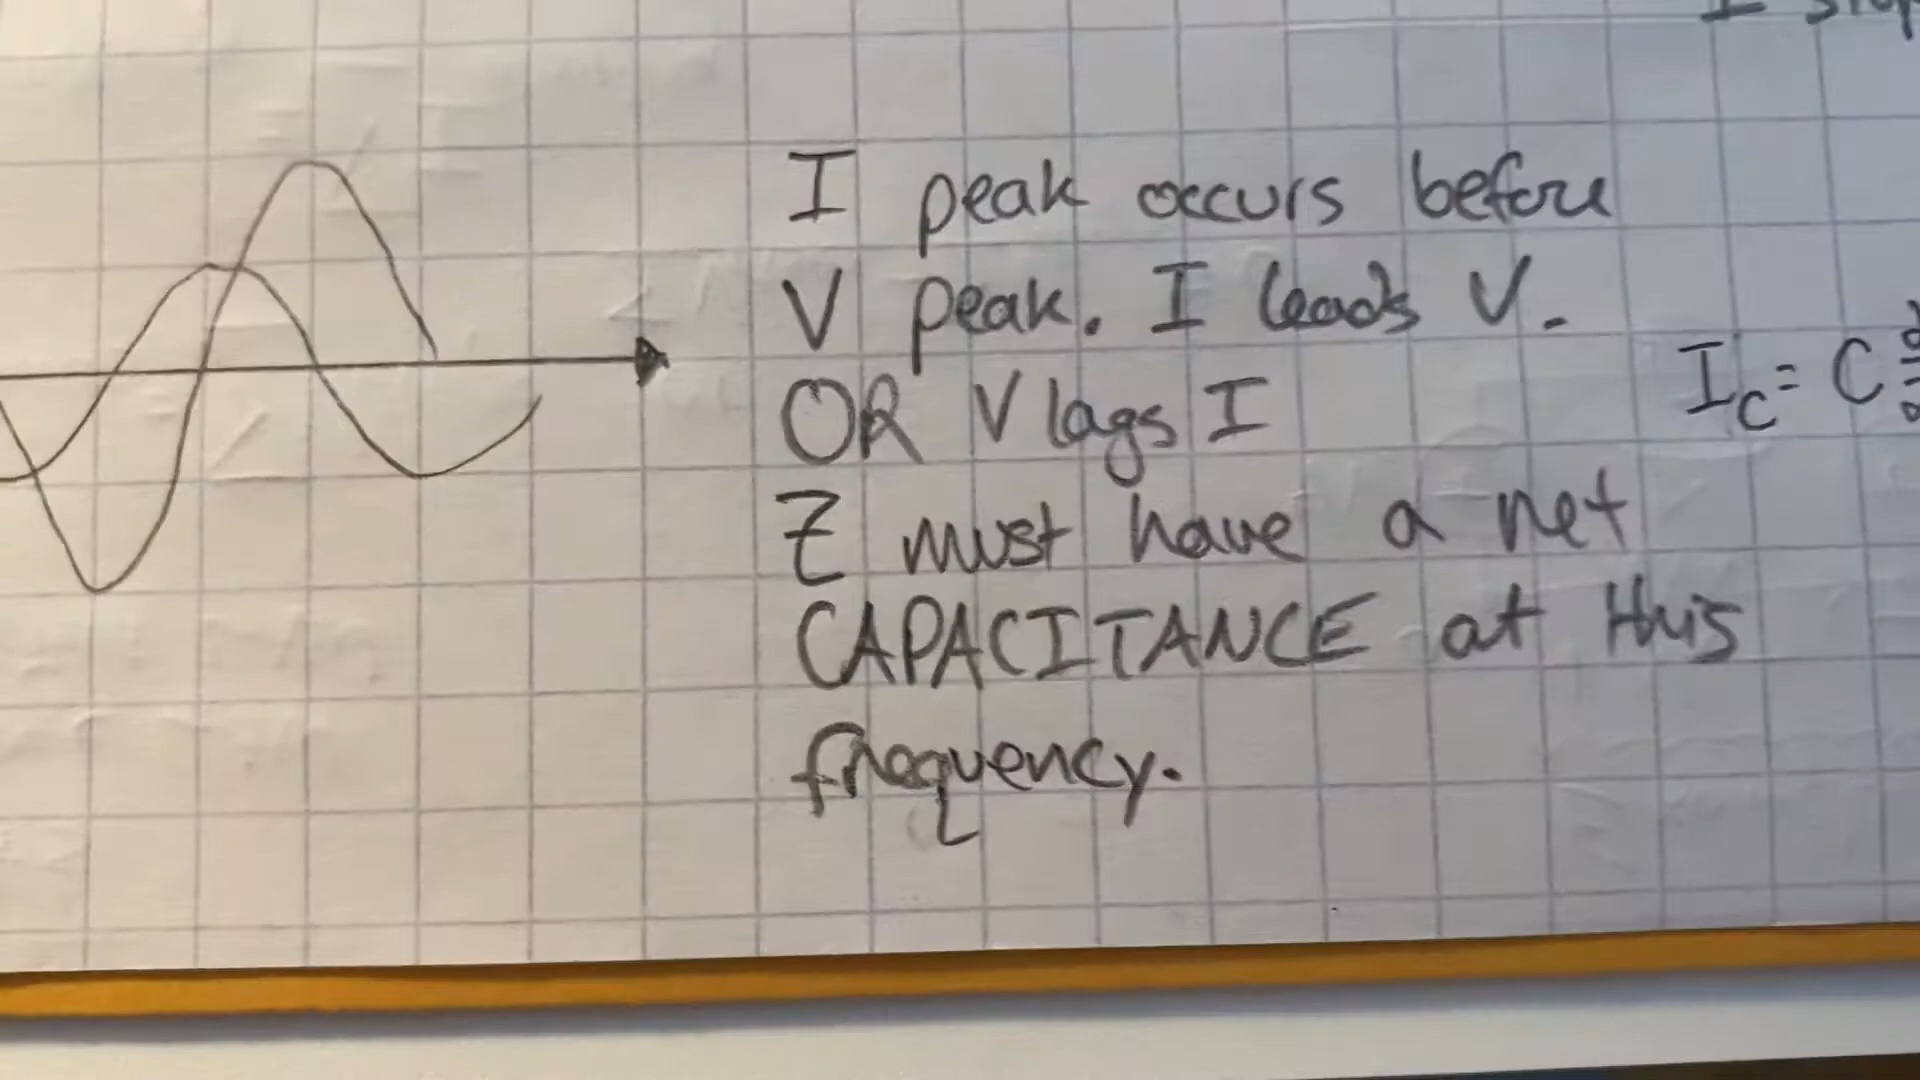 I peak occurs before
V peak. I leads V.
OR V lags I
Z must have a net
CAPACITANCE at this
frequency.
I_C = C